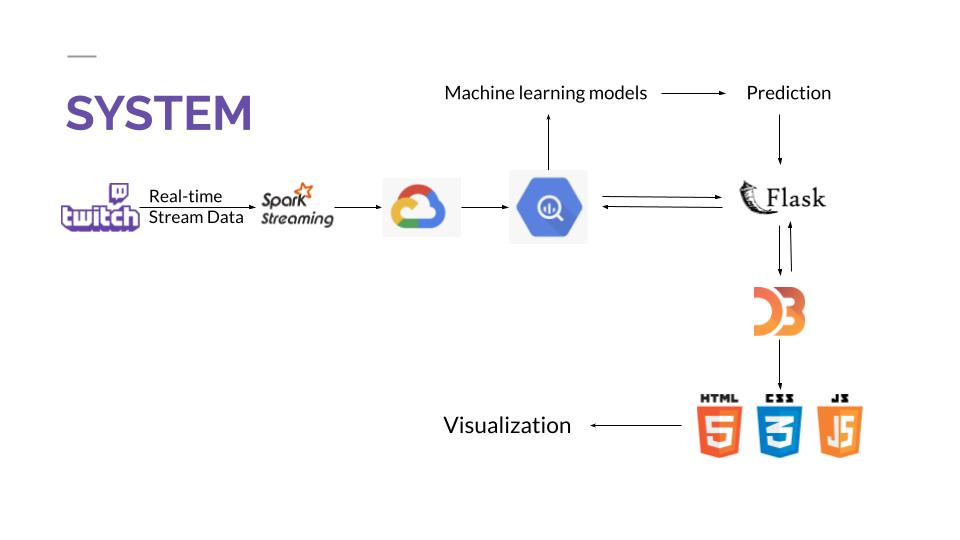 SYSTEM
Machine learning models
Prediction
twitch
Real-time
Stream Data
Spark
Streaming
Flask
D3
HTML
CSS
JS
5
3
JS
Visualization